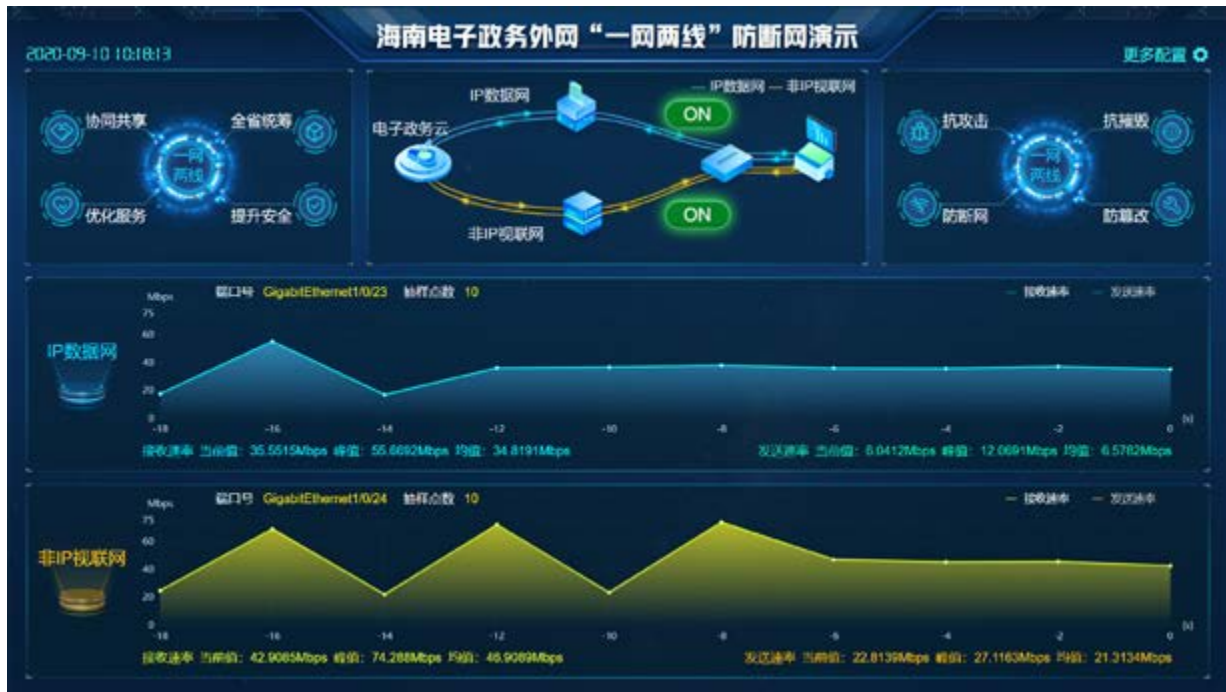 海南电子政务外网“一网两线”防断网演示
2020-09-10 10:18:13
更多配置
协同共享
全省统筹
一网
两线
优化服务
提升安全
IP数据网
IP数据网 非IP视联网
ON
电子政务云
ON
非IP视联网
抗攻击
抗摧毁
一网
两线
防断网
防篡改
Mbps
端口号 GigabitEthernet1/0/23 抽样点数 10
接收速率 发送速率
IP数据网
75
60
40
20
0
-18 -16 -14 -12 -10 -8 -6 -4 -2 0 (s)
接收速率 当前值：35.5515Mbps 峰值：55.6692Mbps 均值：34.8191Mbps
发送速率 当前值：6.0412Mbps 峰值：12.0691Mbps 均值：6.5782Mbps
Mbps
端口号 GigabitEthernet1/0/24 抽样点数 10
接收速率 发送速率
非IP视联网
75
60
40
20
0
-18 -16 -14 -12 -10 -8 -6 -4 -2 0 (s)
接收速率 当前值：42.9085Mbps 峰值：74.288Mbps 均值：46.9089Mbps
发送速率 当前值：22.8139Mbps 峰值：27.1163Mbps 均值：21.3134Mbps